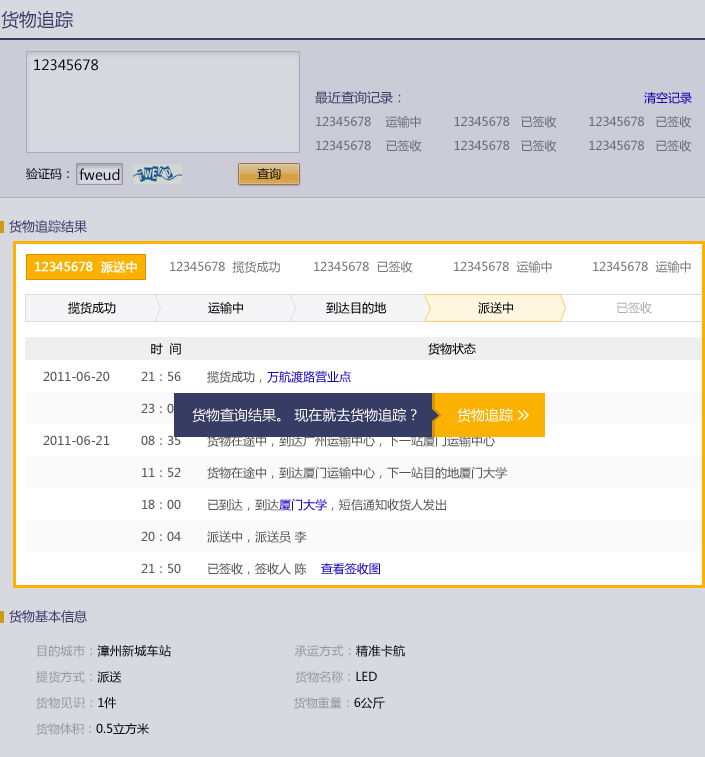 货物追踪
12345678
最近查询记录： 清空记录
12345678 运输中 12345678 已签收 12345678 已签收
12345678 已签收 12345678 已签收 12345678 已签收
验证码： fweud 查询
货物追踪结果
12345678 派送中 12345678 揽货成功 12345678 已签收 12345678 运输中 12345678 运输中
揽货成功 运输中 到达目的地 派送中 已签收
时 间 货物状态
2011-06-20 21：56 揽货成功，万航渡路营业点
23：0
货物查询结果。 现在就去货物追踪？ 货物追踪 »
2011-06-21 08：35 货物在途中，到达广州运输中心，下一站厦门运输中心
11：52 货物在途中，到达厦门运输中心，下一站目的地厦门大学
18：00 已到达，到达厦门大学，短信通知收货人发出
20：04 派送中，派送员 李
21：50 已签收，签收人 陈 查看签收图
货物基本信息
目的城市：漳州新城车站 承运方式：精准卡航
提货方式：派送 货物名称：LED
货物见识：1件 货物重量：6公斤
货物体积：0.5立方米